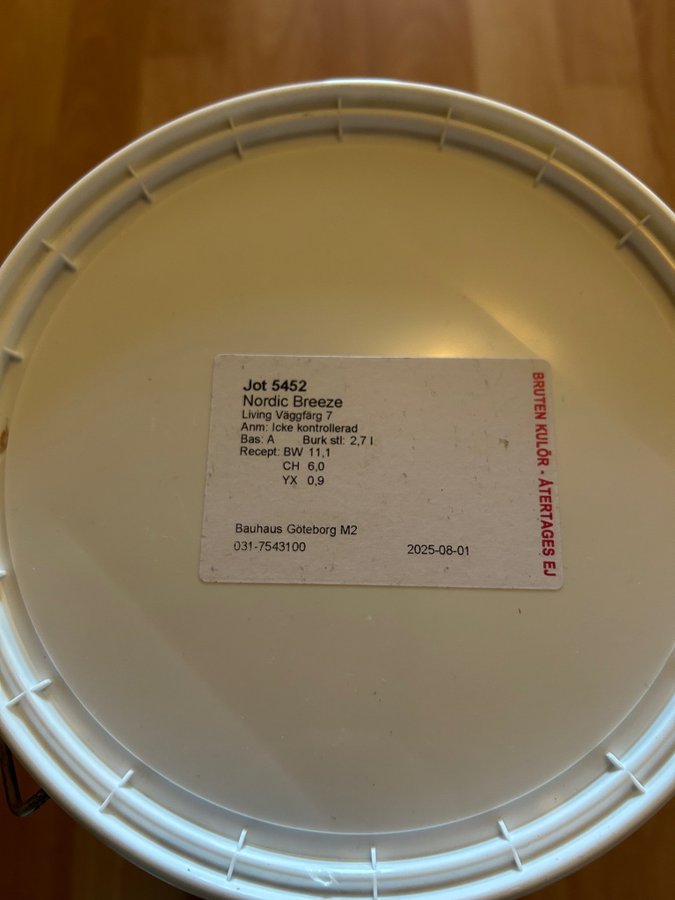 Jot 5452
Nordic Breeze
Living Väggfärg 7
Anm: Icke kontrollerad
Bas: A Burk stl: 2,7 l
Recept: BW 11,1
CH 6,0
YX 0,9
Bauhaus Göteborg M2
031-7543100 2025-08-01
BRUTEN KULÖR - ÅTERTAGES EJ